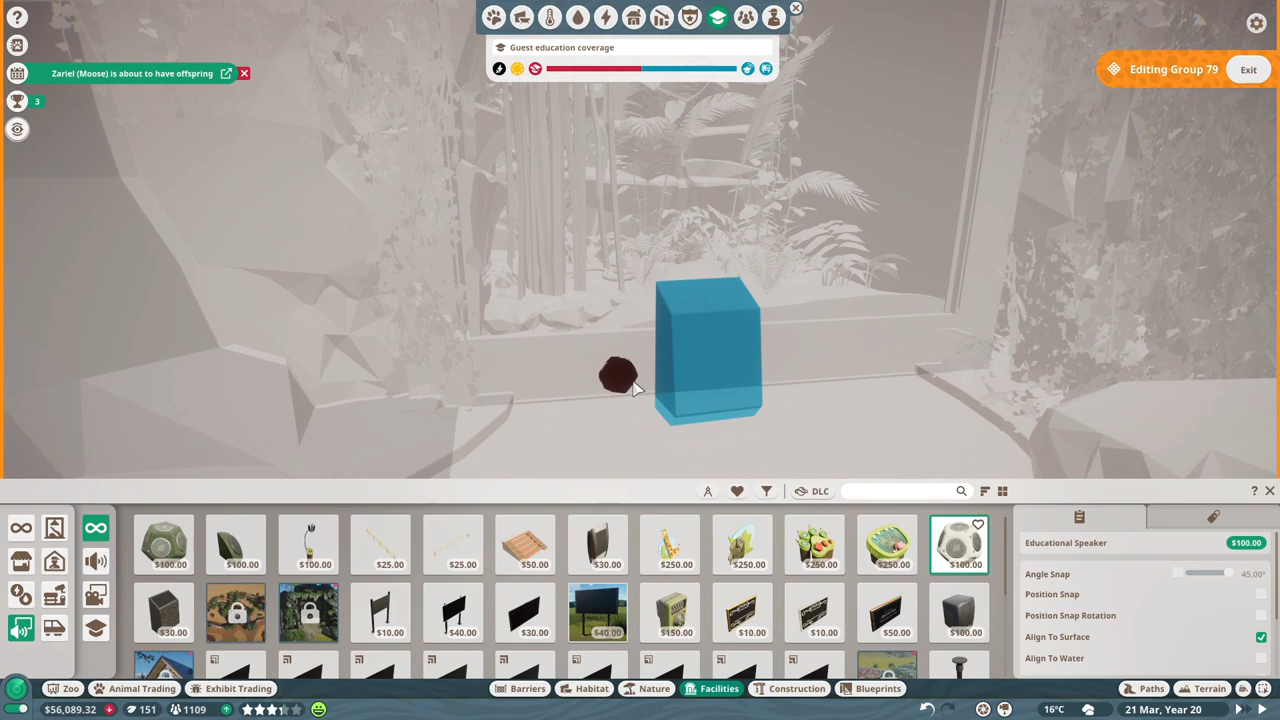 Guest education coverage
Zariel (Moose) is about to have offspring
3
Editing Group 79
Exit
DLC
$100.00
$100.00
$100.00
$25.00
$25.00
$50.00
$30.00
$250.00
$250.00
$250.00
$250.00
$100.00
$30.00
$10.00
$40.00
$30.00
$40.00
$150.00
$10.00
$10.00
$50.00
$100.00
Educational Speaker
$100.00
Angle Snap
45.00°
Position Snap
Position Snap Rotation
Align To Surface
Align To Water
Zoo
Animal Trading
Exhibit Trading
Barriers
Habitat
Nature
Facilities
Construction
Blueprints
Paths
Terrain
$56,089.32
151
1109
16°C
21 Mar, Year 20